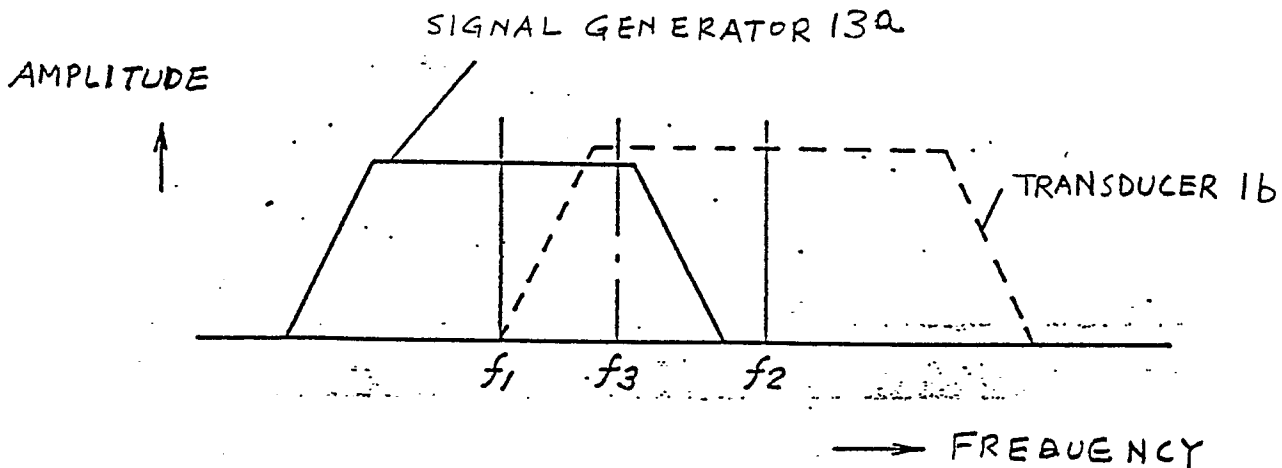 SIGNAL GENERATOR 13a
AMPLITUDE
TRANSDUCER 1b
f1 f3 f2
FREQUENCY